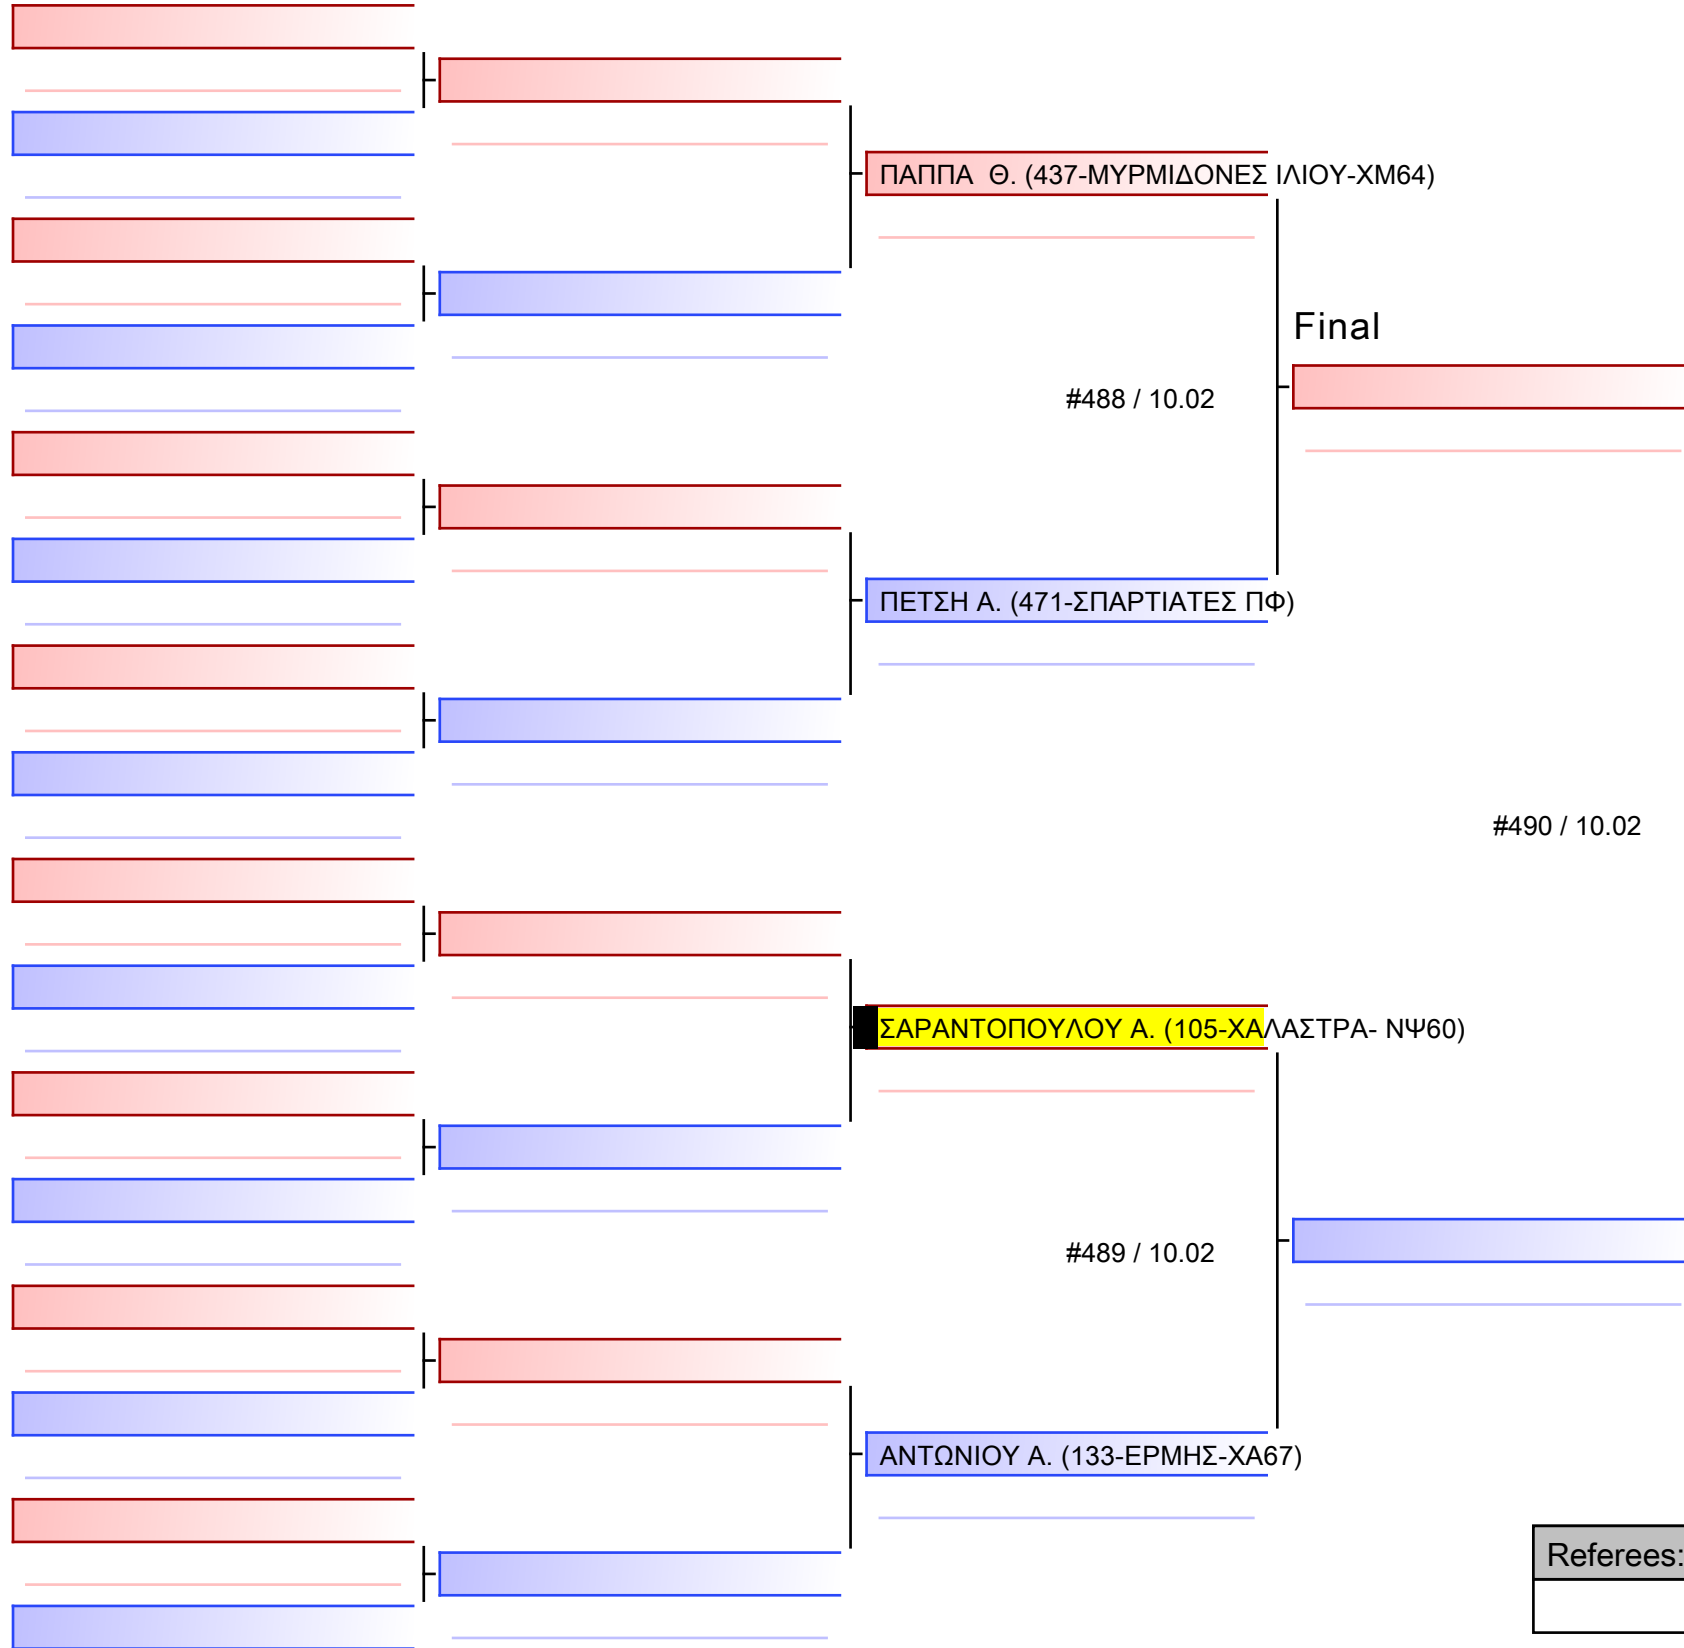 ΠΑΠΠΑ  Θ. (437-ΜΥΡΜΙΔΟΝΕΣ ΙΛΙΟΥ-ΧΜ64)
Final
#488 / 10.02
ΠΕΤΣΗ Α. (471-ΣΠΑΡΤΙΑΤΕΣ ΠΦ)
#490 / 10.02
ΣΑΡΑΝΤΟΠΟΥΛΟΥ Α. (105-ΧΑΛΑΣΤΡΑ- ΝΨ60)
#489 / 10.02
ΑΝΤΩΝΙΟΥ Α. (133-ΕΡΜΗΣ-ΧΑ67)
Referees: